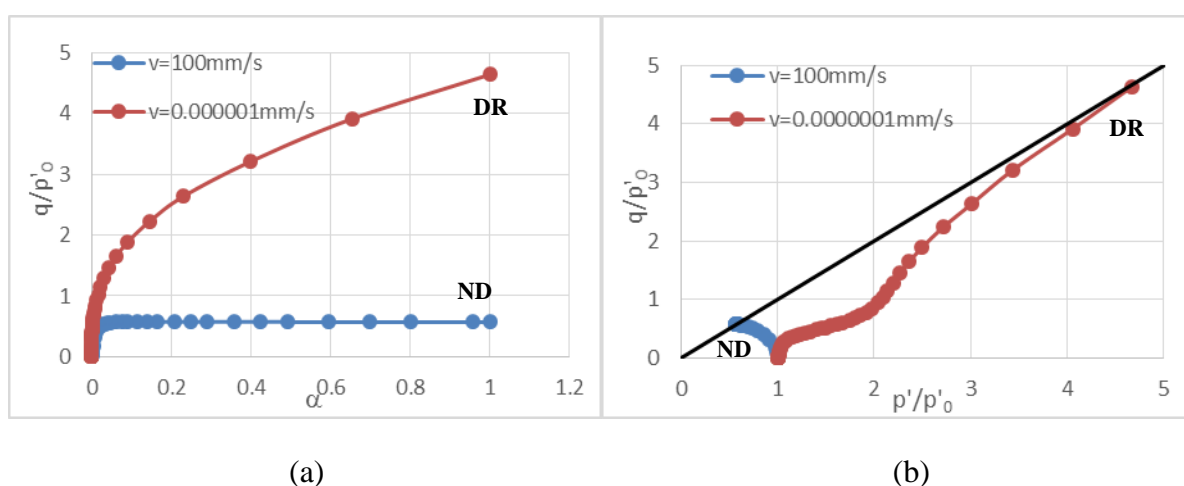 5
v=100mm/s
4
v=0.000001mm/s
DR
3
q/p'₀
2
1
ND
0
0 0.2 0.4 0.6 0.8 1 1.2
α
(a)
5
v=100mm/s
4
v=0.0000001mm/s
DR
3
q/p'₀
2
1
ND
0
0 1 2 3 4 5
p'/p'₀
(b)